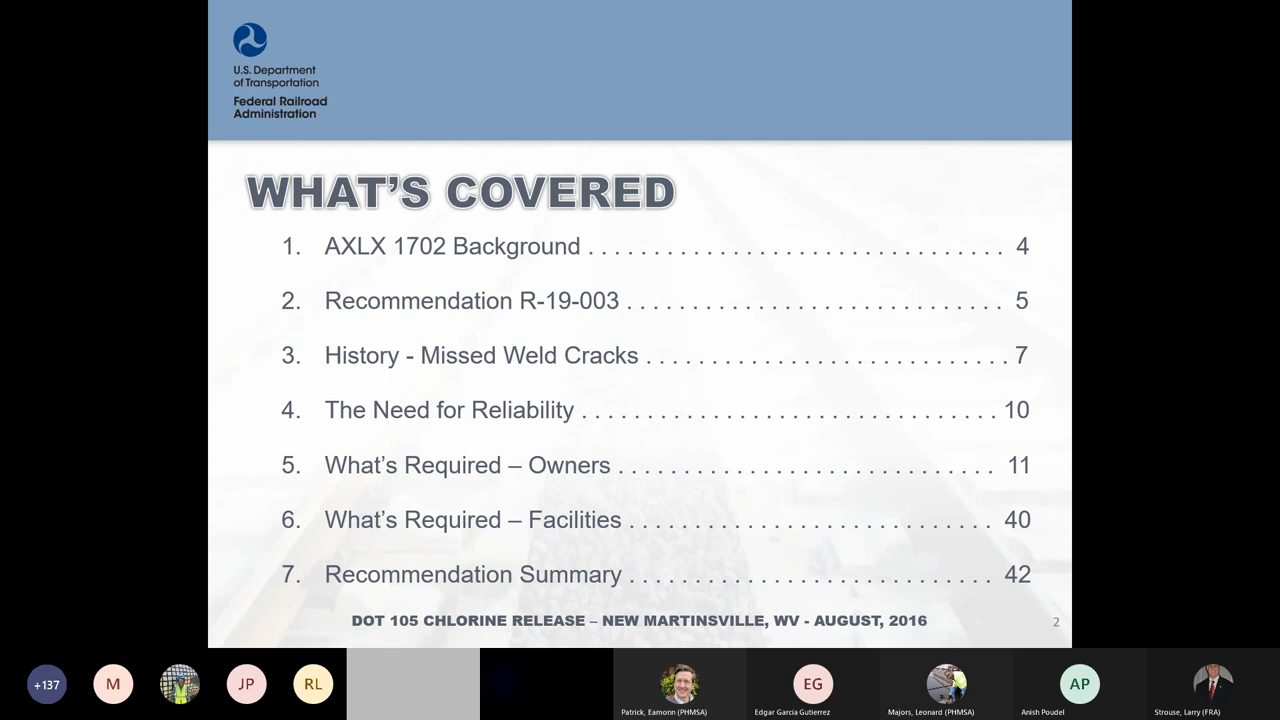 U.S. Department
of Transportation
Federal Railroad
Administration
WHAT'S COVERED
1. AXLX 1702 Background . . . . . . . . . . . . . . . . . . . . . . . . . . . . . . . . 4
2. Recommendation R-19-003 . . . . . . . . . . . . . . . . . . . . . . . . . . . . . 5
3. History - Missed Weld Cracks . . . . . . . . . . . . . . . . . . . . . . . . . . . . 7
4. The Need for Reliability . . . . . . . . . . . . . . . . . . . . . . . . . . . . . . . . 10
5. What's Required – Owners . . . . . . . . . . . . . . . . . . . . . . . . . . . . . 11
6. What's Required – Facilities . . . . . . . . . . . . . . . . . . . . . . . . . . . . 40
7. Recommendation Summary . . . . . . . . . . . . . . . . . . . . . . . . . . . . 42
DOT 105 CHLORINE RELEASE – NEW MARTINSVILLE, WV - AUGUST, 2016
2
+137
M
JP
RL
EG
AP
Patrick, Eamonn (PHMSA)
Edgar Garcia Gutierrez
Majors, Leonard (PHMSA)
Anish Poudel
Strouse, Larry (FRA)